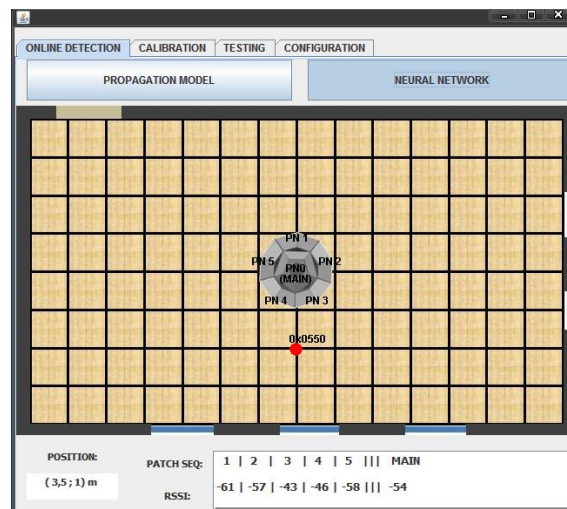 ONLINE DETECTION CALIBRATION TESTING CONFIGURATION
PROPAGATION MODEL NEURAL NETWORK
PN 1
PN 5 PN 2
PN0
(MAIN)
PN 4 PN 3
0x0550
POSITION:
( 3,5 ; 1) m
PATCH SEQ: 1 | 2 | 3 | 4 | 5 ||| MAIN
RSSI: -61 | -57 | -43 | -46 | -58 ||| -54